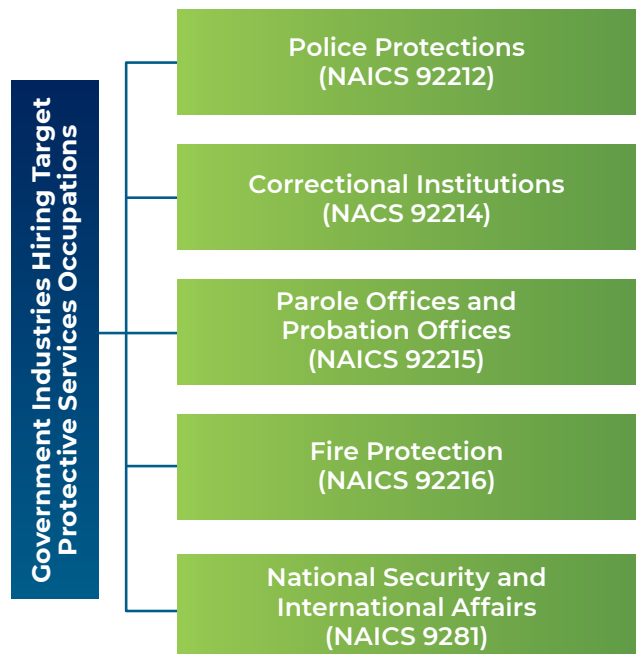 Government Industries Hiring Target
Protective Services Occupations
Police Protections
(NAICS 92212)
Correctional Institutions
(NACS 92214)
Parole Offices and
Probation Offices
(NAICS 92215)
Fire Protection
(NAICS 92216)
National Security and
International Affairs
(NAICS 9281)